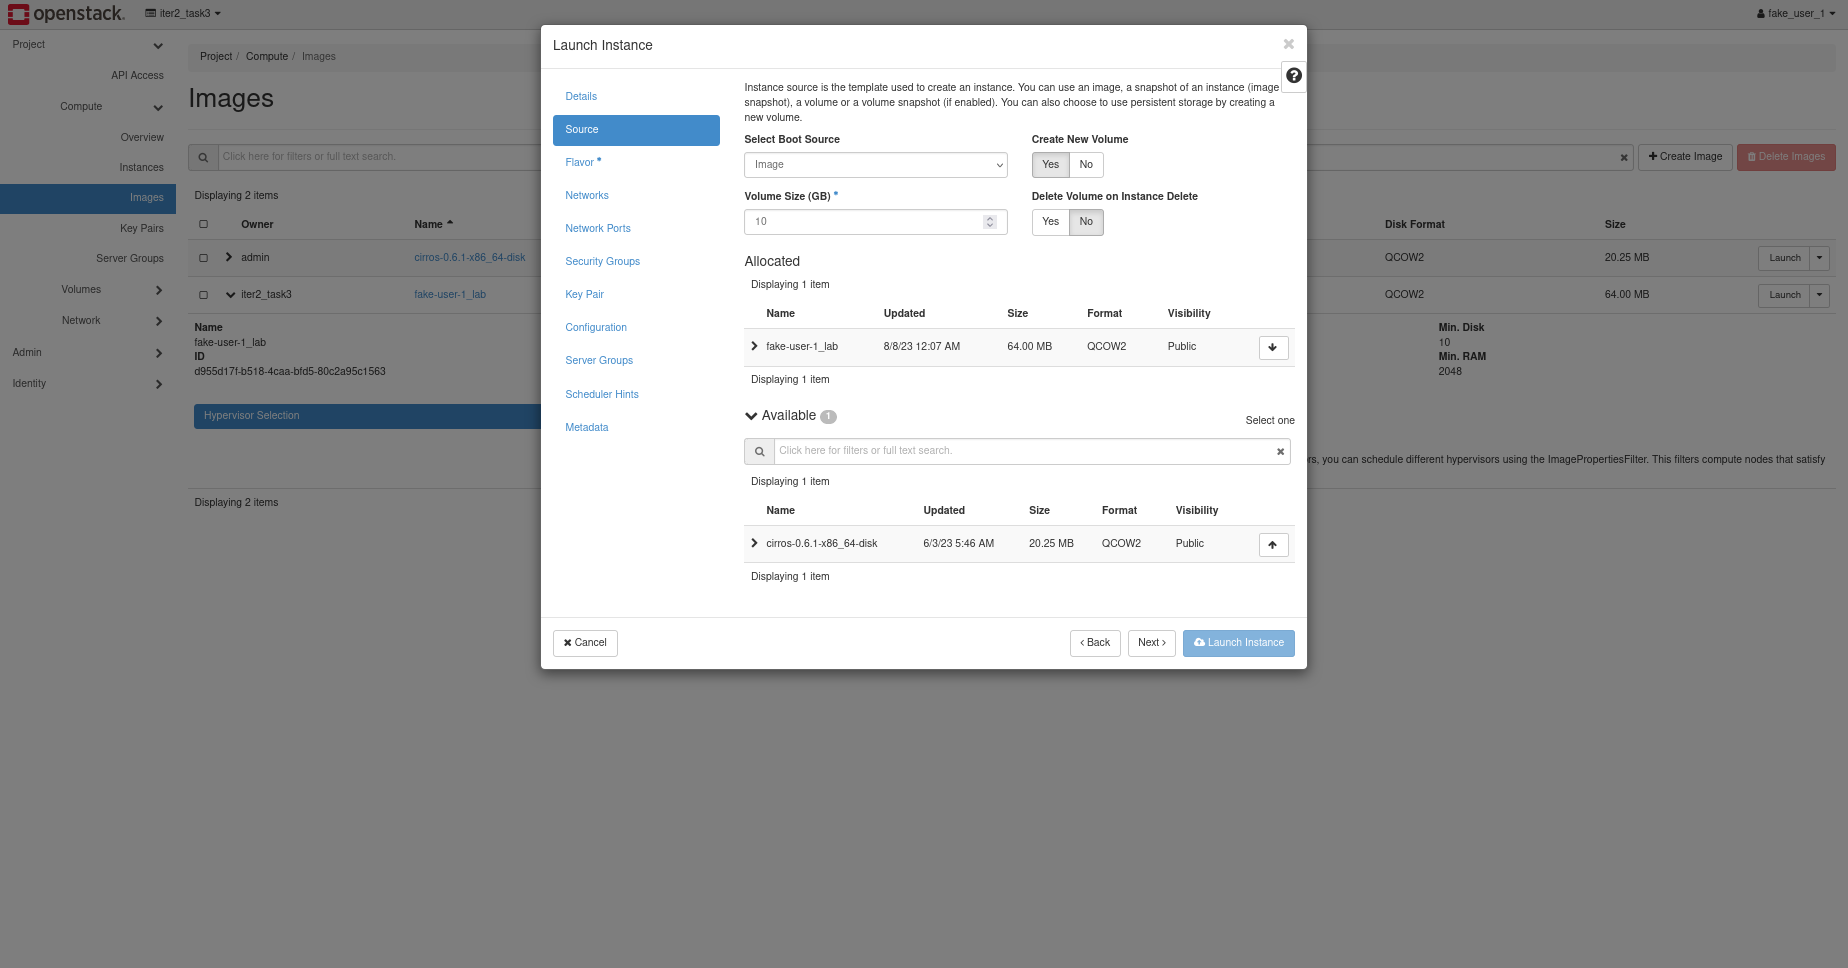 openstack.
iter2_task3
fake_user_1
Project
API Access
Compute
Overview
Instances
Images
Key Pairs
Server Groups
Volumes
Network
Admin
Identity
Project / Compute / Images
Images
Click here for filters or full text search.
Create Image
Delete Images
Displaying 2 items
Owner
Name
Disk Format
Size
admin
cirros-0.6.1-x86_64-disk
QCOW2
20.25 MB
Launch
iter2_task3
fake-user-1_lab
QCOW2
64.00 MB
Launch
Name
fake-user-1_lab
ID
d955d17f-b518-4caa-bfd5-80c2a95c1563
Min. Disk
10
Min. RAM
2048
Hypervisor Selection
rs, you can schedule different hypervisors using the ImagePropertiesFilter. This filters compute nodes that satisfy
Displaying 2 items
Launch Instance
Details
Source
Flavor *
Networks
Network Ports
Security Groups
Key Pair
Configuration
Server Groups
Scheduler Hints
Metadata
Instance source is the template used to create an instance. You can use an image, a snapshot of an instance (image
snapshot), a volume or a volume snapshot (if enabled). You can also choose to use persistent storage by creating a
new volume.
Select Boot Source
Create New Volume
Image
Yes No
Volume Size (GB) *
Delete Volume on Instance Delete
10
Yes No
Allocated
Displaying 1 item
Name Updated Size Format Visibility
fake-user-1_lab 8/8/23 12:07 AM 64.00 MB QCOW2 Public
Displaying 1 item
Available 1
Select one
Click here for filters or full text search.
Displaying 1 item
Name Updated Size Format Visibility
cirros-0.6.1-x86_64-disk 6/3/23 5:46 AM 20.25 MB QCOW2 Public
Displaying 1 item
Cancel
Back
Next
Launch Instance